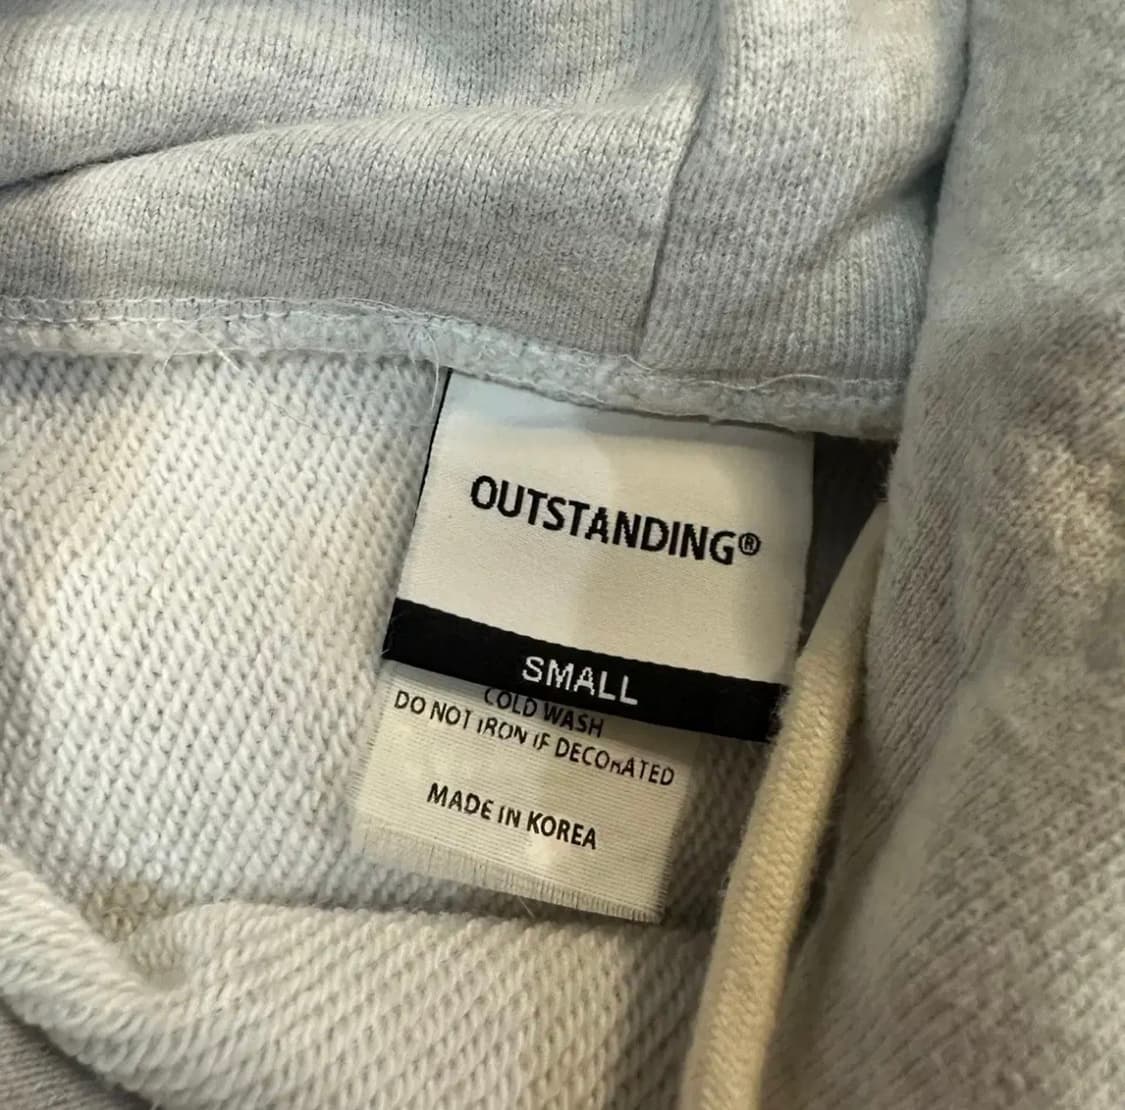 OUTSTANDING®
SMALL
COLD WASH
DO NOT IRON IF DECORATED
MADE IN KOREA